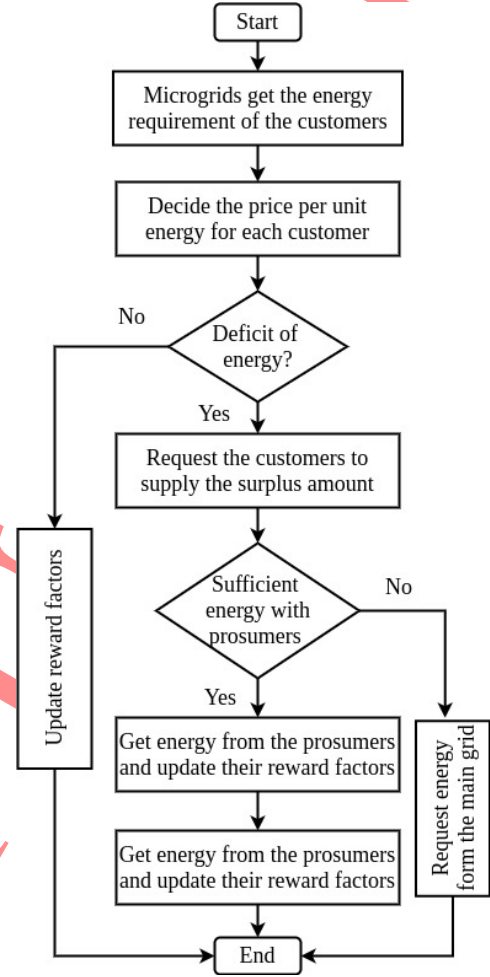 Start
Microgrids get the energy
requirement of the customers
Decide the price per unit
energy for each customer
No
Deficit of
energy?
Yes
Request the customers to
supply the surplus amount
Update reward factors
Sufficient
energy with
prosumers
No
Yes
Get energy from the prosumers
and update their reward factors
Request energy
form the main grid
Get energy from the prosumers
and update their reward factors
End